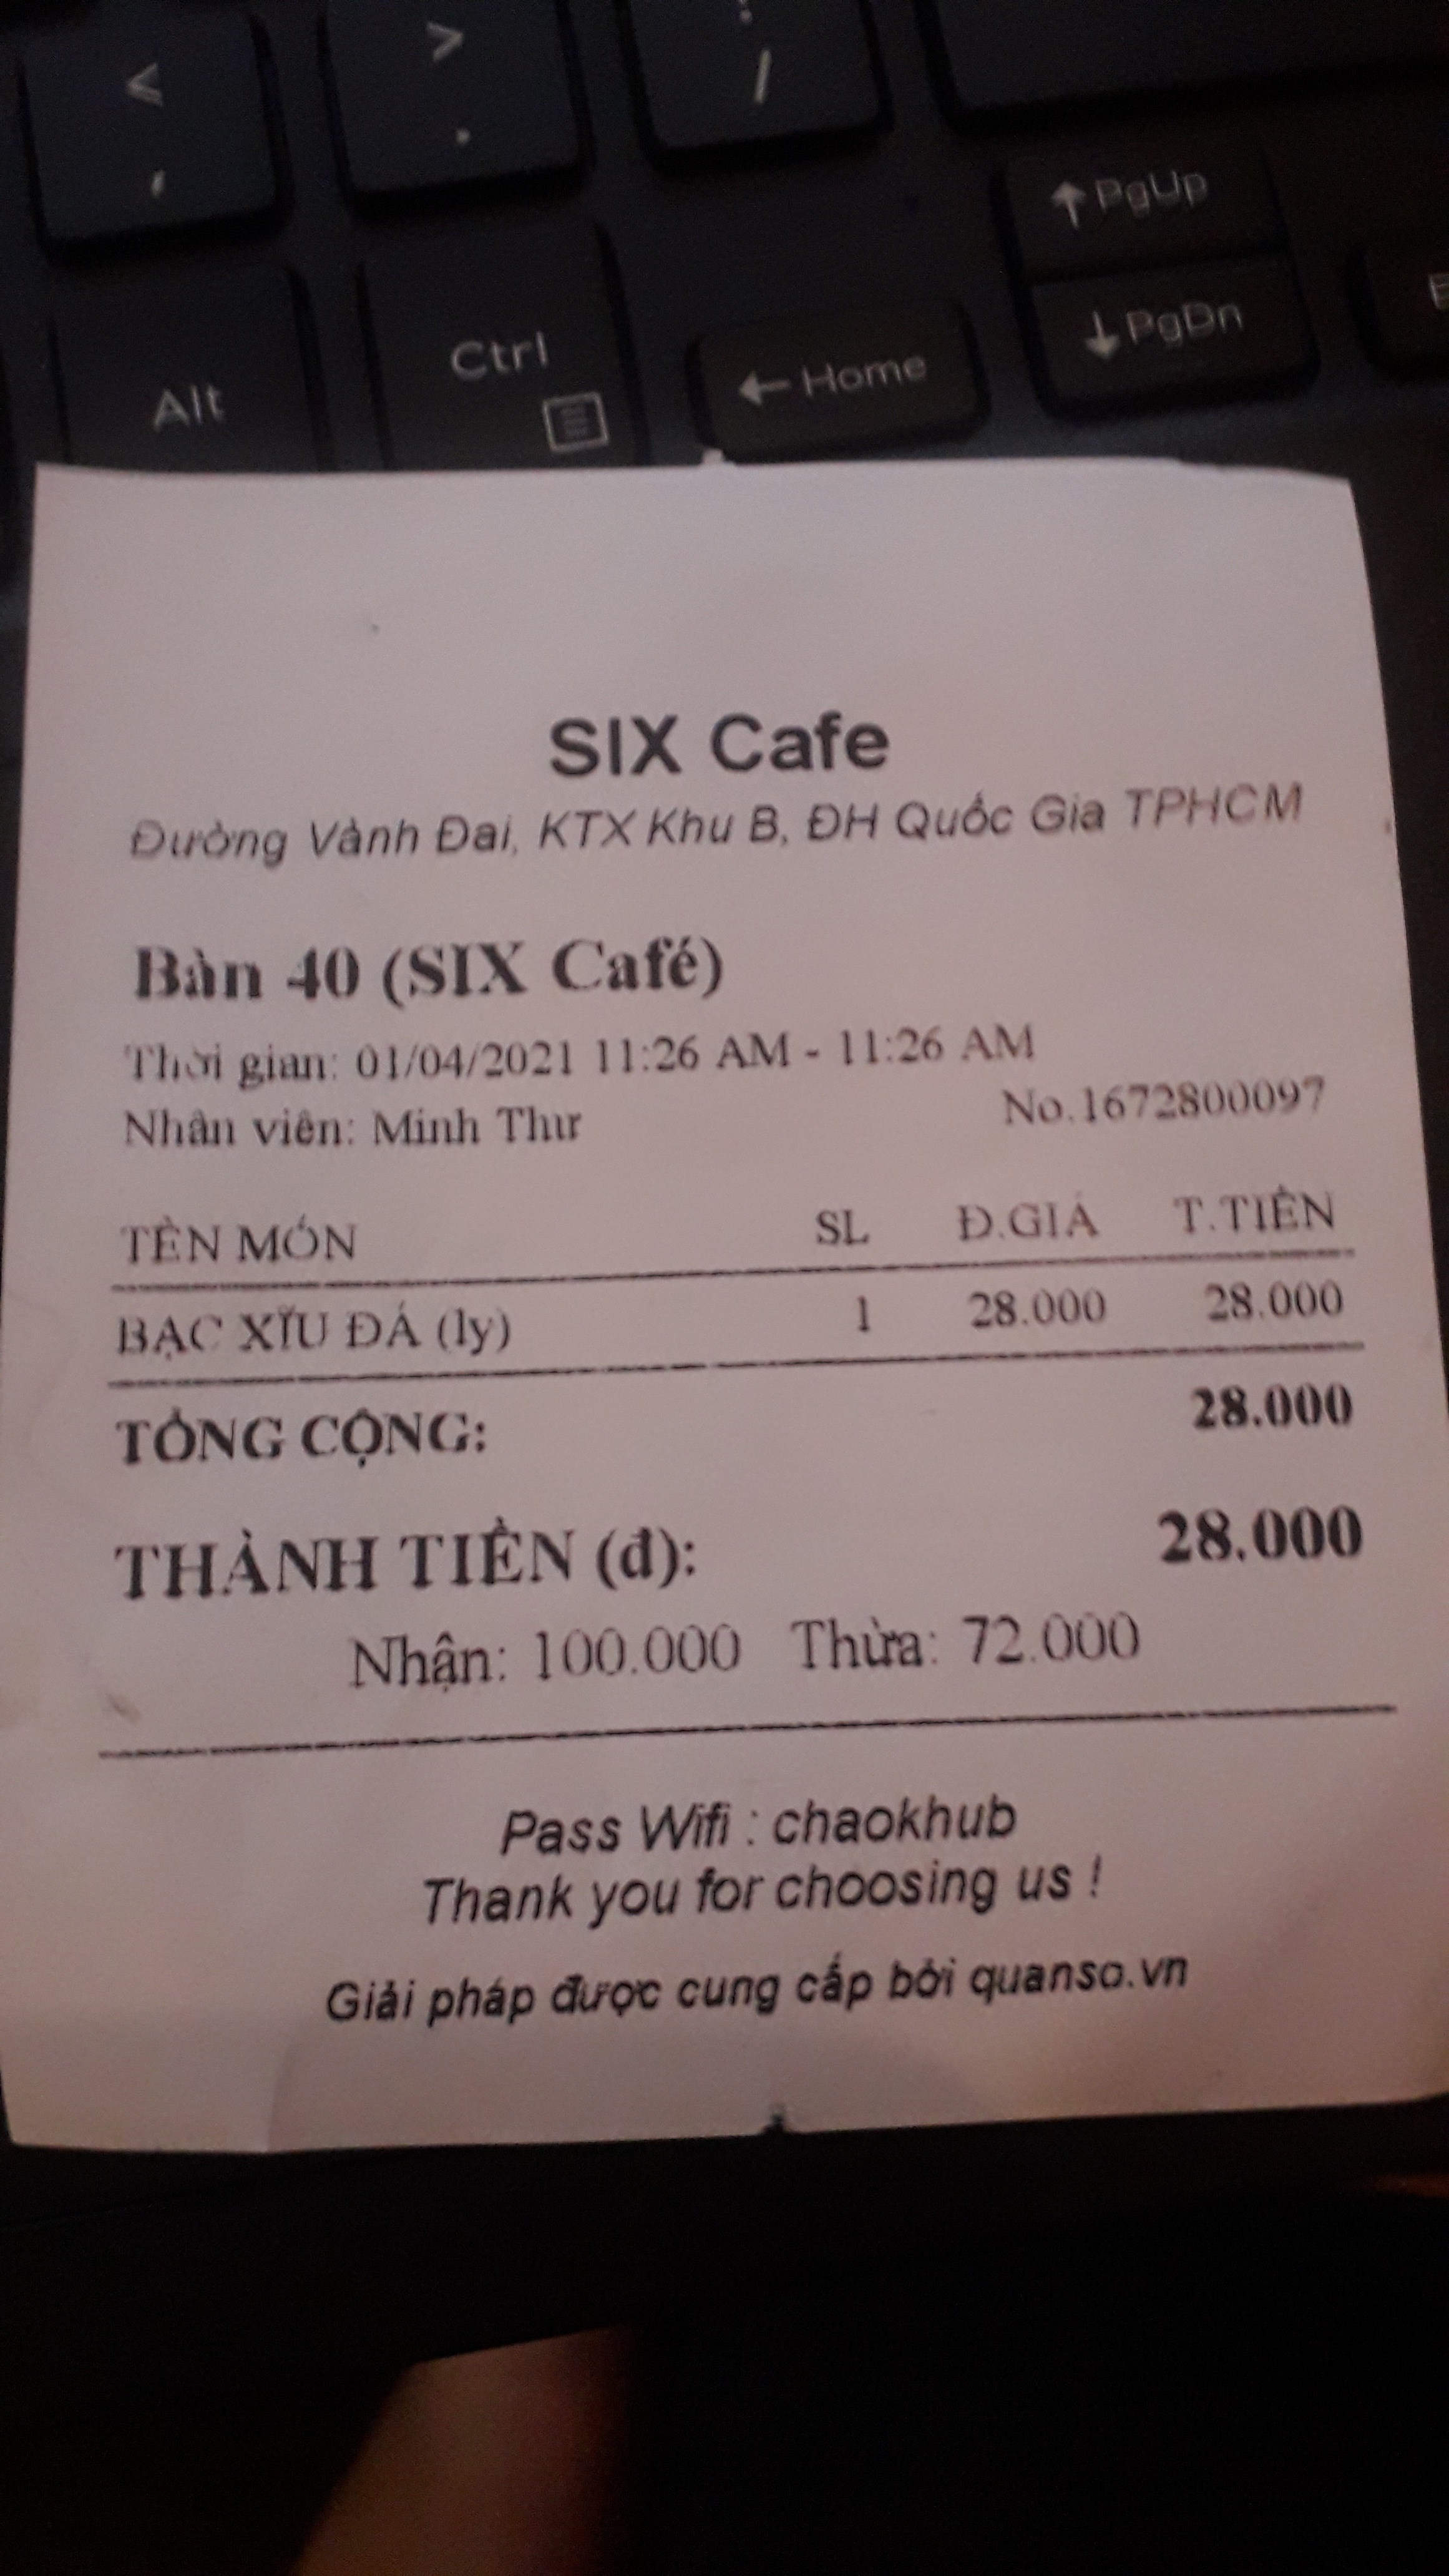 <
,
>
.
/
↑ PgUp
↓ PgDn
Alt
Ctrl
← Home
SIX Cafe
Đường Vành Đai, KTX Khu B, ĐH Quốc Gia TPHCM
Bàn 40 (SIX Café)
Thời gian: 01/04/2021 11:26 AM - 11:26 AM
Nhân viên: Minh Thư No.1672800097
TÊN MÓN SL Đ.GIÁ T.TIỀN
BẠC XĨU ĐÁ (ly) 1 28.000 28.000
TỔNG CỘNG: 28.000
THÀNH TIỀN (đ): 28.000
Nhận: 100.000 Thừa: 72.000
Pass Wifi : chaokhub
Thank you for choosing us !
Giải pháp được cung cấp bởi quanso.vn